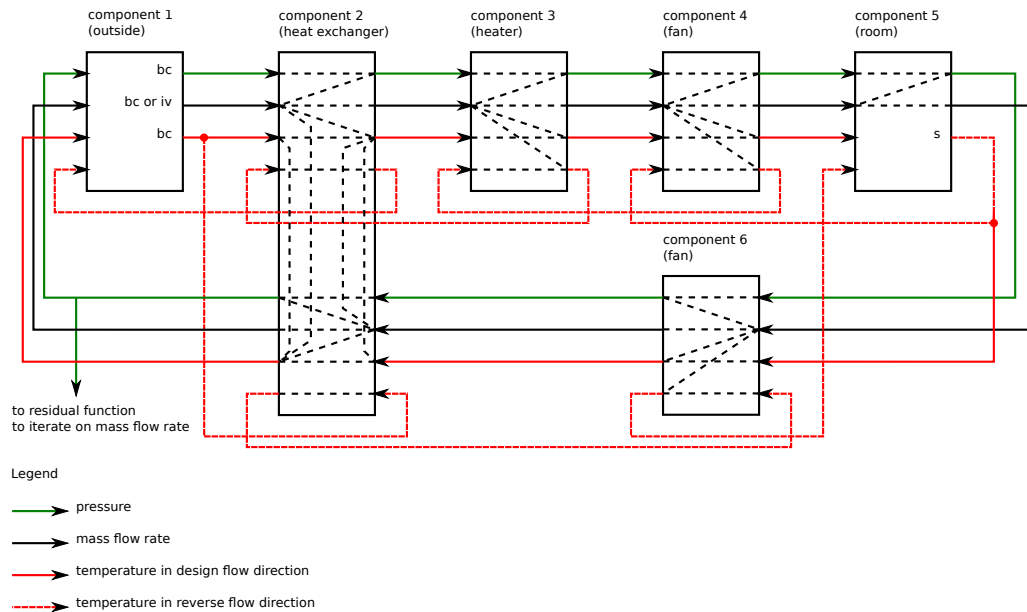 component 1
(outside)
component 2
(heat exchanger)
component 3
(heater)
component 4
(fan)
component 5
(room)
bc
bc or iv
bc
s
component 6
(fan)
to residual function
to iterate on mass flow rate
Legend
pressure
mass flow rate
temperature in design flow direction
temperature in reverse flow direction